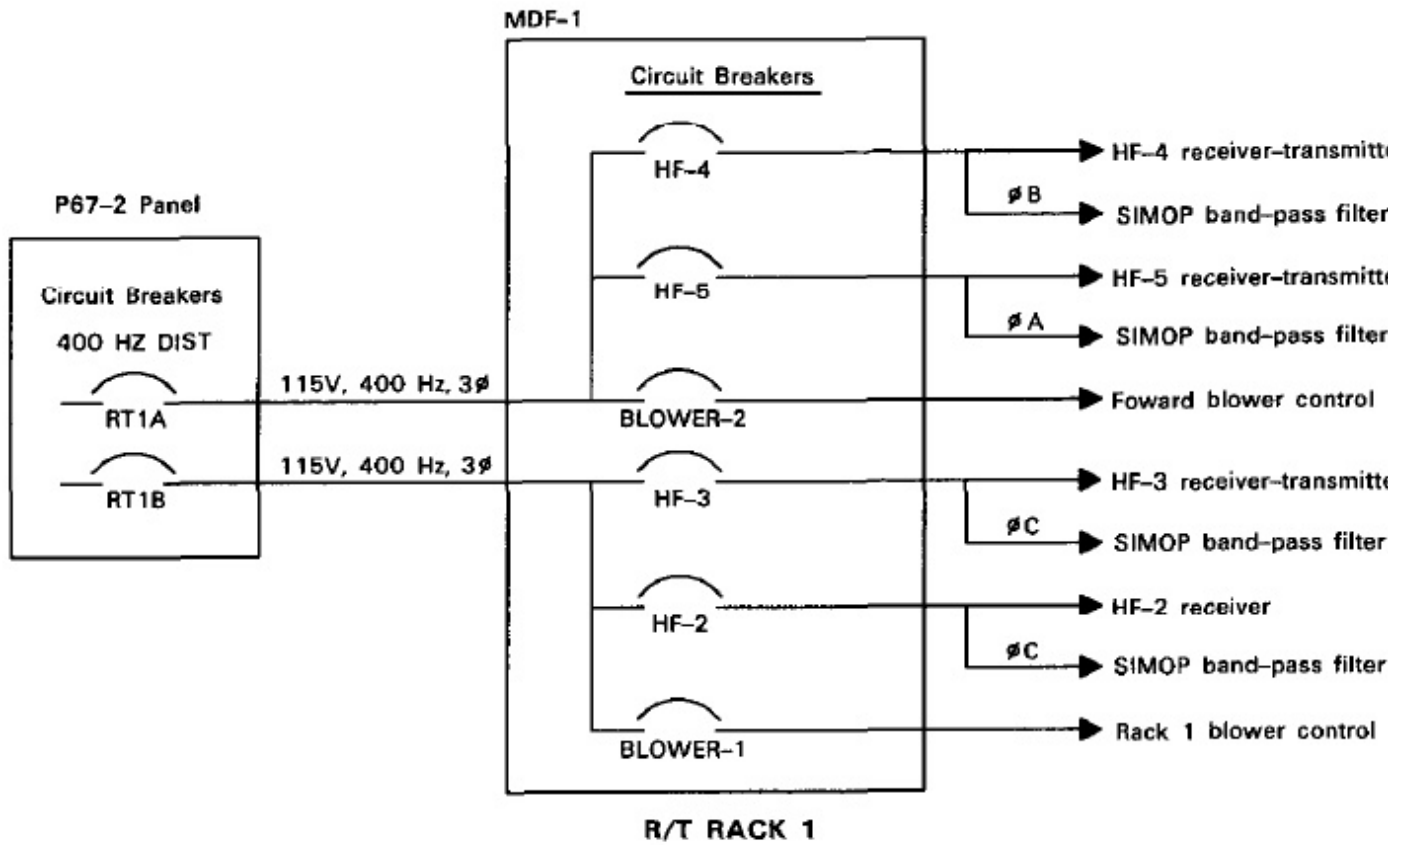 MDF-1
Circuit Breakers
HF-4
HF-4 receiver-transmitte
øB
SIMOP band-pass filter
P67-2 Panel
HF-5
HF-5 receiver-transmitte
Circuit Breakers
øA
SIMOP band-pass filter
400 HZ DIST
115V, 400 Hz, 3ø
RT1A
BLOWER-2
Foward blower control
115V, 400 Hz, 3ø
RT1B
HF-3
HF-3 receiver-transmitte
øC
SIMOP band-pass filter
HF-2
HF-2 receiver
øC
SIMOP band-pass filter
BLOWER-1
Rack 1 blower control
R/T RACK 1